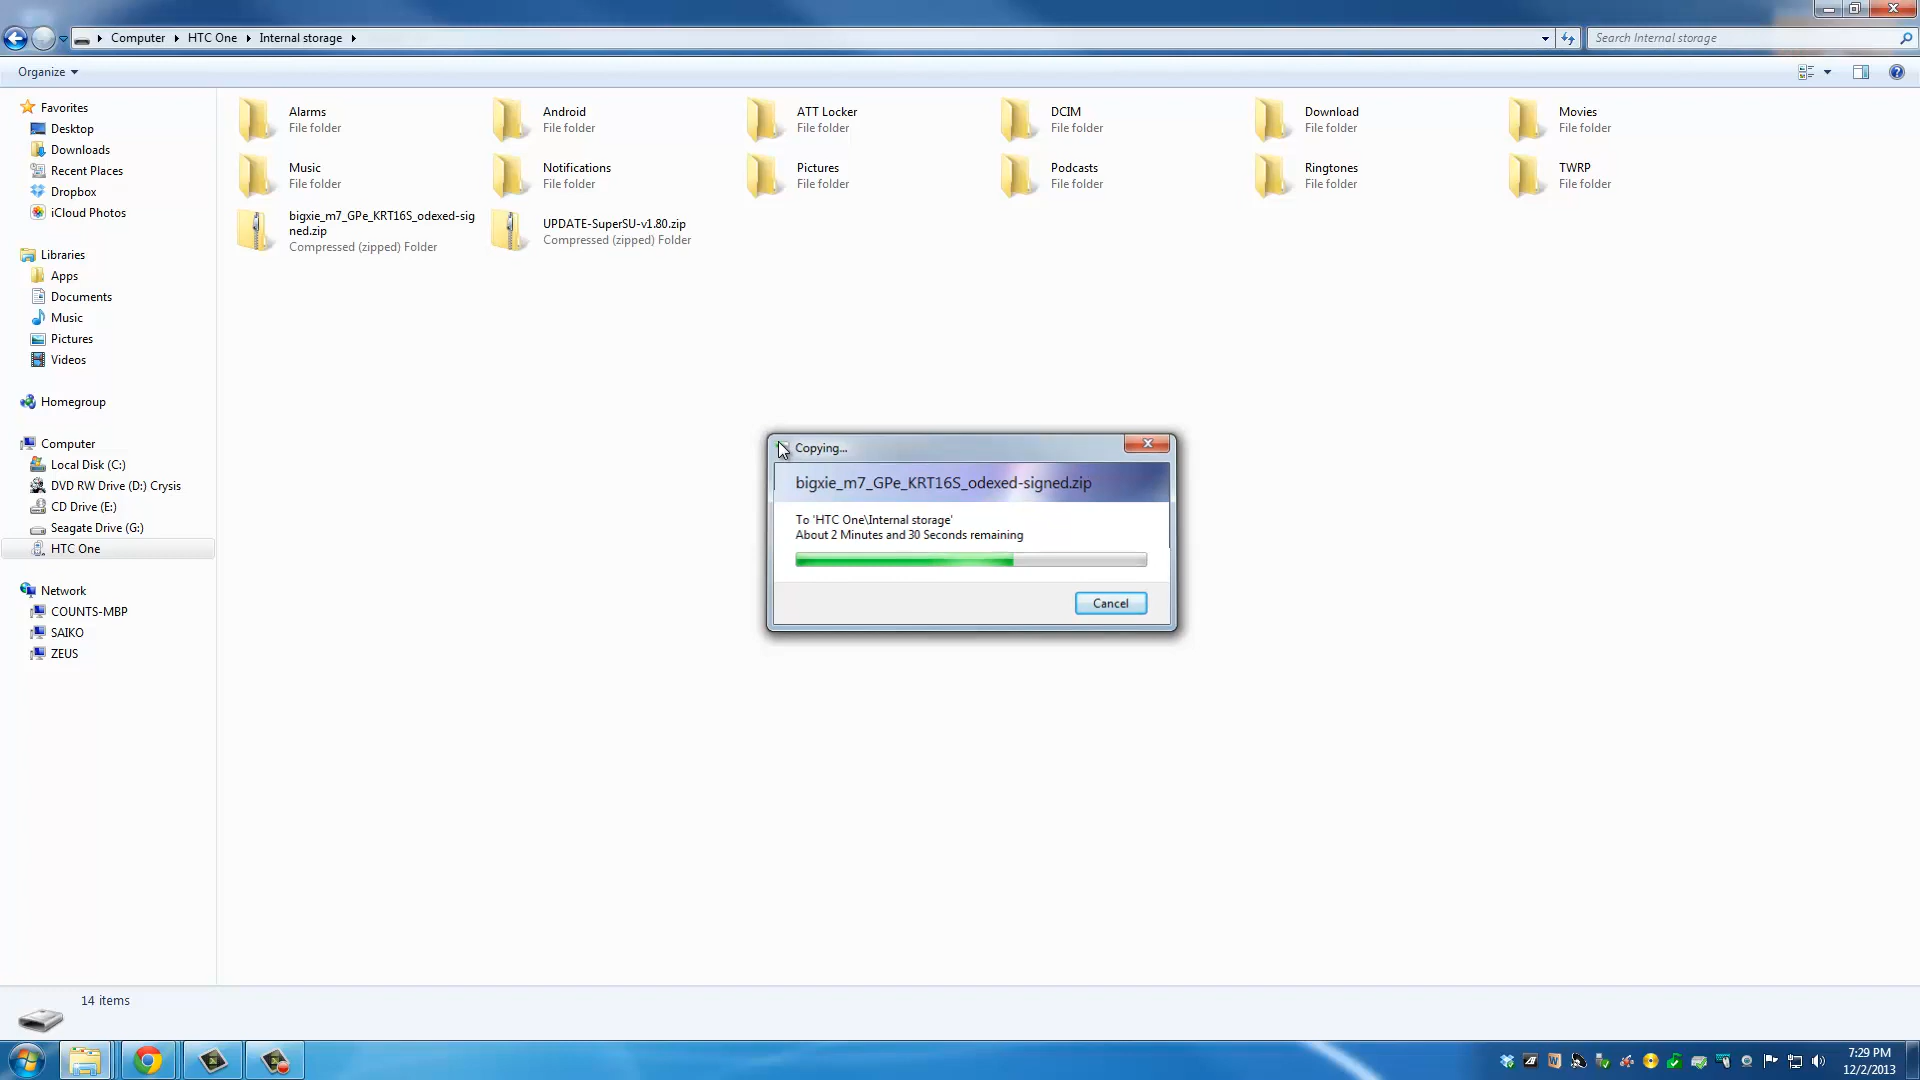 Computer HTC One Internal storage
Search Internal storage
Organize
Favorites
Desktop
Downloads
Recent Places
Dropbox
iCloud Photos
Libraries
Apps
Documents
Music
Pictures
Videos
Homegroup
Computer
Local Disk (C:)
DVD RW Drive (D:) Crysis
CD Drive (E:)
Seagate Drive (G:)
HTC One
Network
COUNTS-MBP
SAIKO
ZEUS
Alarms
File folder
Android
File folder
ATT Locker
File folder
DCIM
File folder
Download
File folder
Movies
File folder
Music
File folder
Notifications
File folder
Pictures
File folder
Podcasts
File folder
Ringtones
File folder
TWRP
File folder
bigxie_m7_GPe_KRT16S_odexed-sig
ned.zip
Compressed (zipped) Folder
UPDATE-SuperSU-v1.80.zip
Compressed (zipped) Folder
Copying...
bigxie_m7_GPe_KRT16S_odexed-signed.zip
To 'HTC One\Internal storage'
About 2 Minutes and 30 Seconds remaining
Cancel
14 items
7:29 PM
12/2/2013